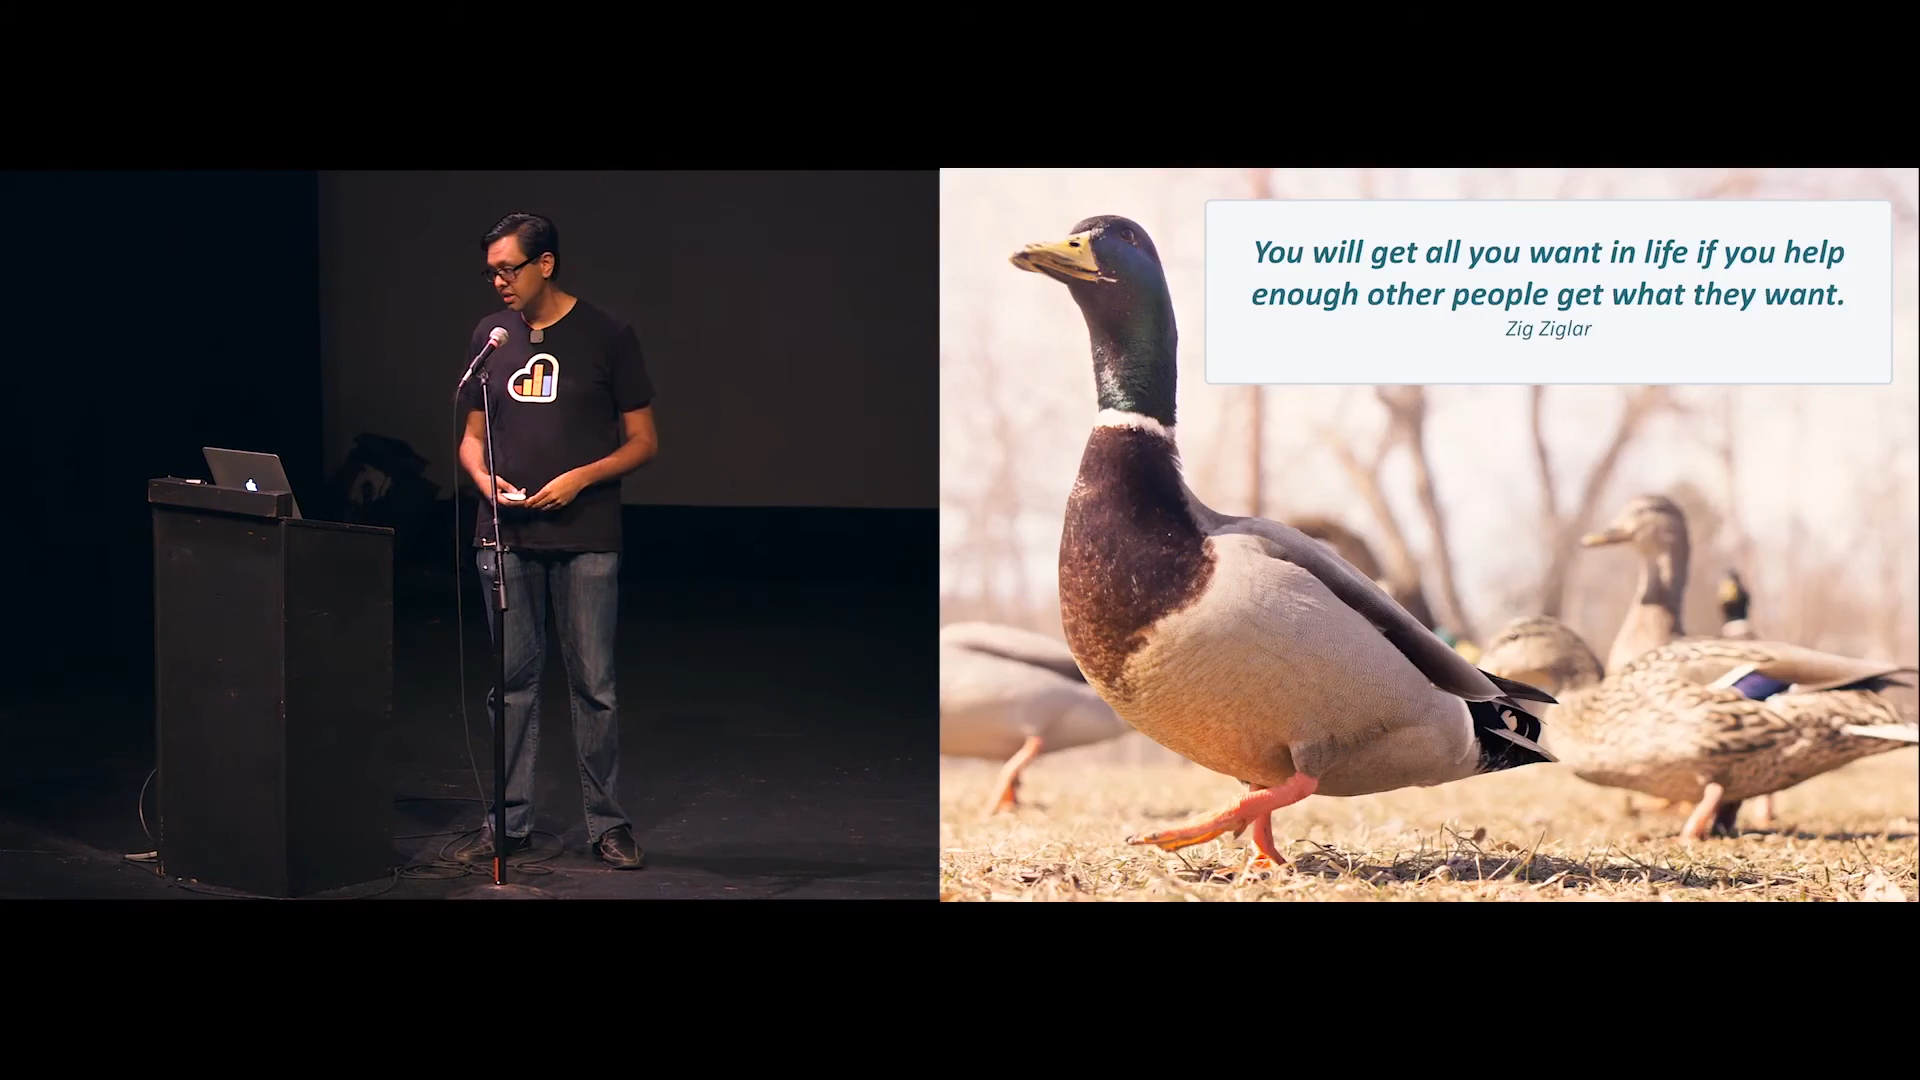 You will get all you want in life if you help
enough other people get what they want.
Zig Ziglar